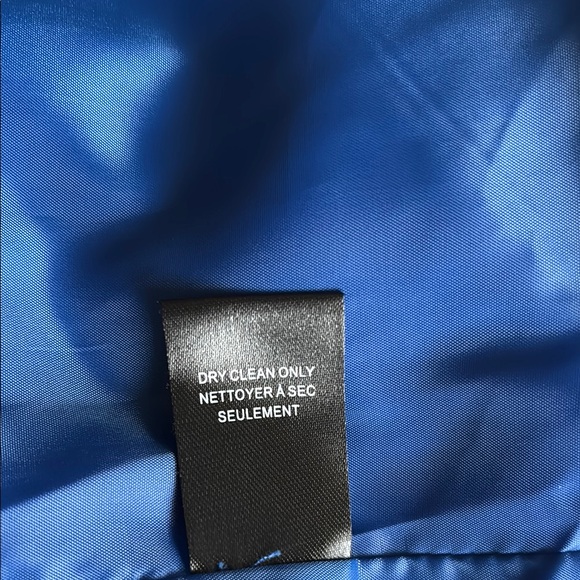 DRY CLEAN ONLY
NETTOYER À SEC
SEULEMENT